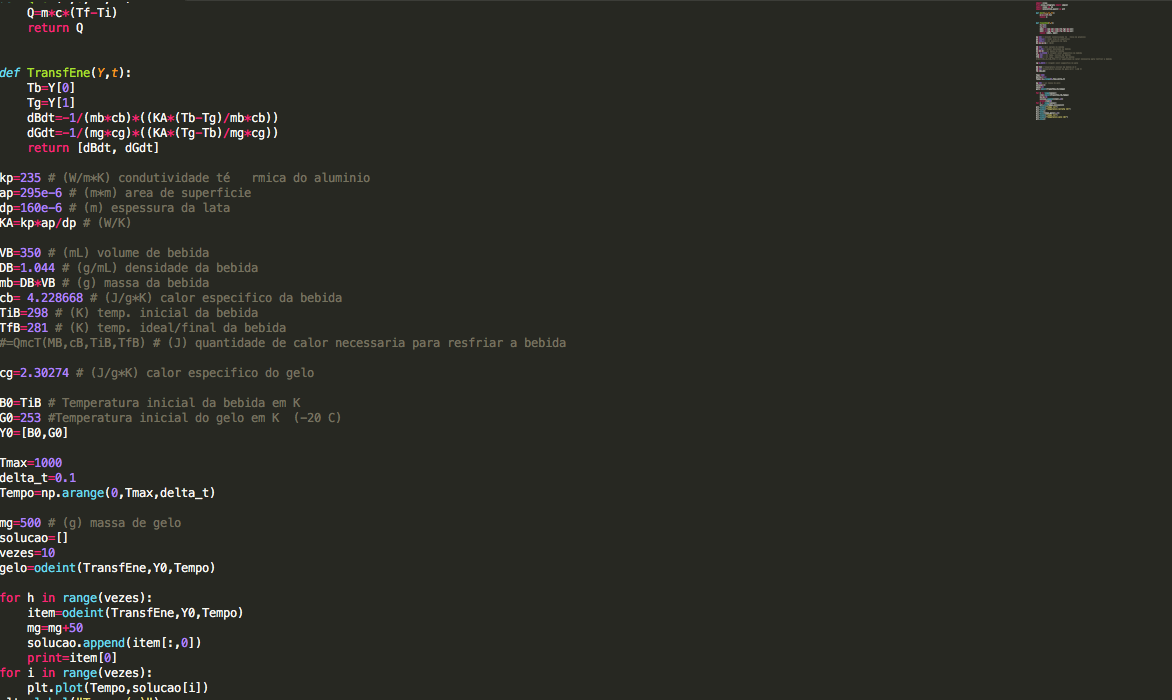 Q=m*c*(Tf-Ti)
return Q
def TransfEne(Y,t):
Tb=Y[0]
Tg=Y[1]
dBdt=-1/(mb*cb)*((KA*(Tb-Tg)/mb*cb))
dGdt=-1/(mg*cg)*((KA*(Tg-Tb)/mg*cg))
return [dBdt, dGdt]
kp=235 # (W/m*K) condutividade té   rmica do aluminio
ap=295e-6 # (m*m) area de superficie
dp=160e-6 # (m) espessura da lata
KA=kp*ap/dp # (W/K)
VB=350 # (mL) volume de bebida
DB=1.044 # (g/mL) densidade da bebida
mb=DB*VB # (g) massa da bebida
cb= 4.228668 # (J/g*K) calor especifico da bebida
TiB=298 # (K) temp. inicial da bebida
TfB=281 # (K) temp. ideal/final da bebida
#=QmcT(MB,cB,TiB,TfB) # (J) quantidade de calor necessaria para resfriar a bebida
cg=2.30274 # (J/g*K) calor especifico do gelo
B0=TiB # Temperatura inicial da bebida em K
G0=253 #Temperatura inicial do gelo em K  (-20 C)
Y0=[B0,G0]
Tmax=1000
delta_t=0.1
Tempo=np.arange(0,Tmax,delta_t)
mg=500 # (g) massa de gelo
solucao=[]
vezes=10
gelo=odeint(TransfEne,Y0,Tempo)
for h in range(vezes):
item=odeint(TransfEne,Y0,Tempo)
mg=mg+50
solucao.append(item[:,0])
print=item[0]
for i in range(vezes):
plt.plot(Tempo,solucao[i])